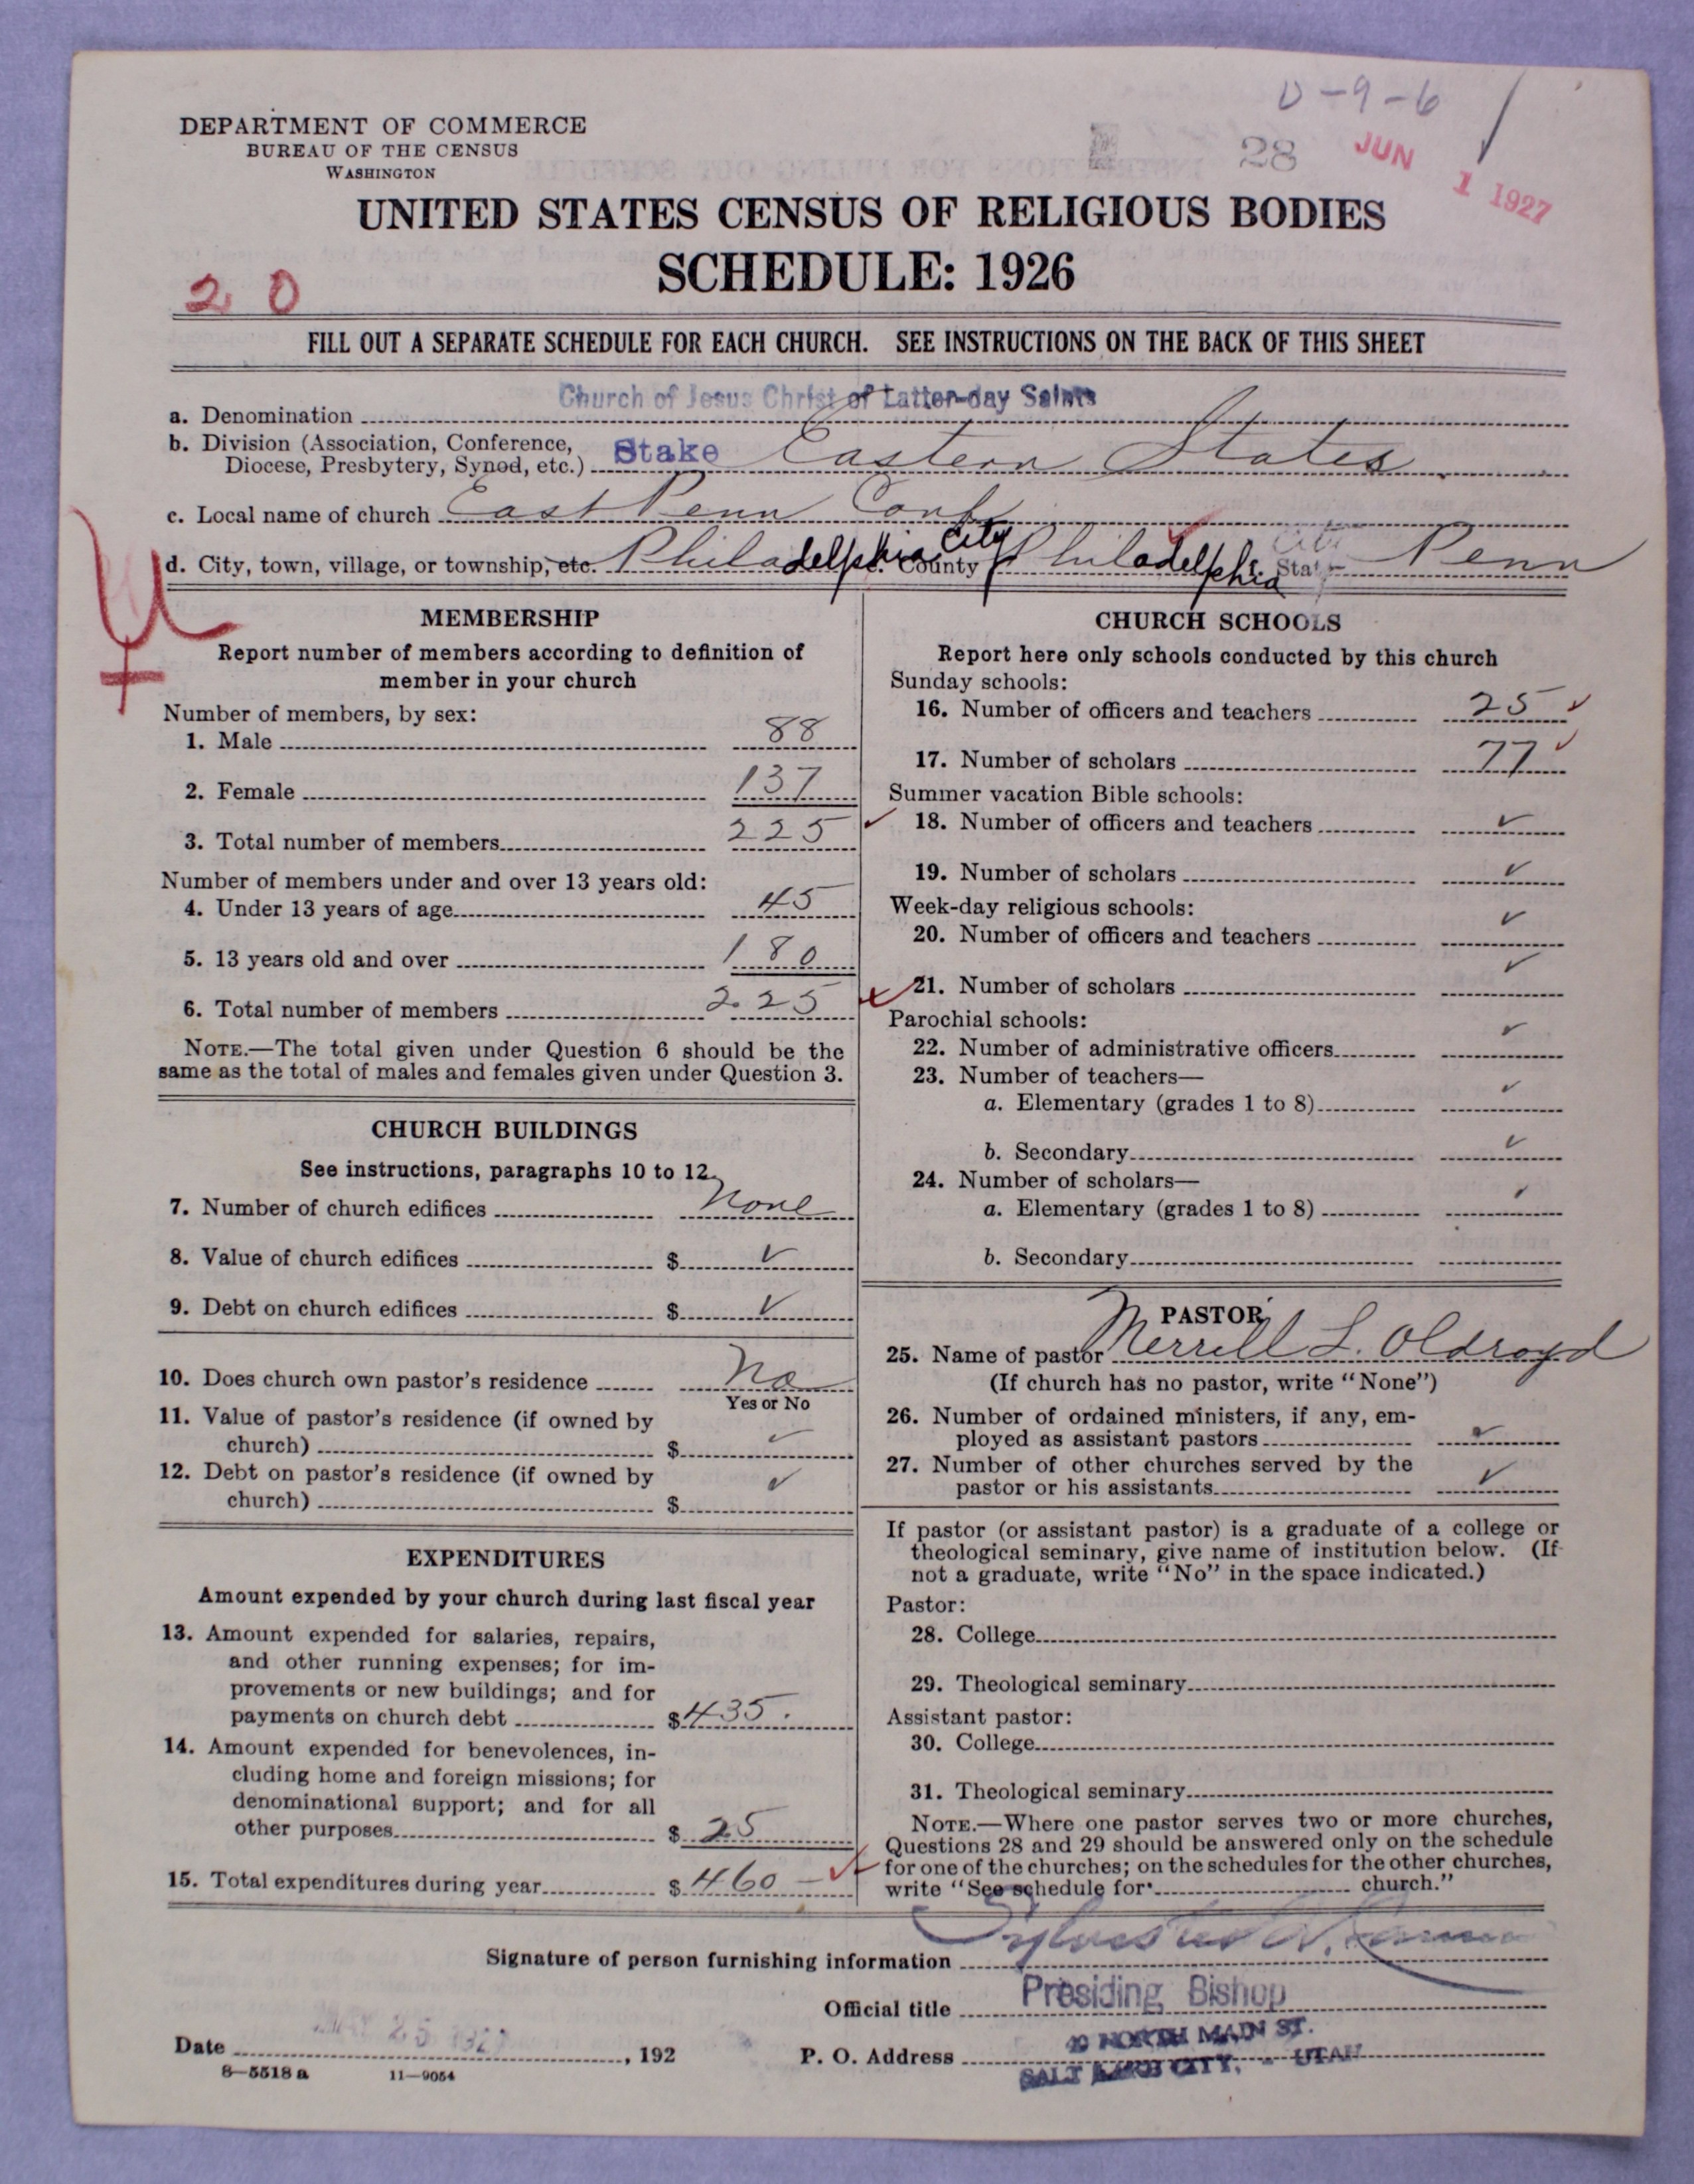 D-9-6
DEPARTMENT OF COMMERCE
BUREAU OF THE CENSUS
WASHINGTON
28
JUN 1 1927
UNITED STATES CENSUS OF RELIGIOUS BODIES
SCHEDULE: 1926
2 0
FILL OUT A SEPARATE SCHEDULE FOR EACH CHURCH. SEE INSTRUCTIONS ON THE BACK OF THIS SHEET
a. Denomination Church of Jesus Christ of Latter-day Saints
b. Division (Association, Conference,
Diocese, Presbytery, Synod, etc.) Stake Eastern States
c. Local name of church East Penn Conf
d. City, town, village, or township, etc. Philadelphia City County Philadelphia State Penn
MEMBERSHIP
Report number of members according to definition of
member in your church
Number of members, by sex:
1. Male 88
2. Female 137
3. Total number of members 225
Number of members under and over 13 years old:
4. Under 13 years of age 45
5. 13 years old and over 180
6. Total number of members 225
NOTE.—The total given under Question 6 should be the
same as the total of males and females given under Question 3.
CHURCH BUILDINGS
See instructions, paragraphs 10 to 12
7. Number of church edifices none
8. Value of church edifices $ ✓
9. Debt on church edifices $ ✓
10. Does church own pastor's residence No
Yes or No
11. Value of pastor's residence (if owned by
church) $ ✓
12. Debt on pastor's residence (if owned by
church) $ ✓
EXPENDITURES
Amount expended by your church during last fiscal year
13. Amount expended for salaries, repairs,
and other running expenses; for im-
provements or new buildings; and for
payments on church debt $ 435.
14. Amount expended for benevolences, in-
cluding home and foreign missions; for
denominational support; and for all
other purposes $ 25
15. Total expenditures during year $ 460 –
CHURCH SCHOOLS
Report here only schools conducted by this church
Sunday schools:
16. Number of officers and teachers 25 ✓
17. Number of scholars 77 ✓
Summer vacation Bible schools:
18. Number of officers and teachers ✓
19. Number of scholars ✓
Week-day religious schools:
20. Number of officers and teachers ✓
21. Number of scholars ✓
Parochial schools:
22. Number of administrative officers ✓
23. Number of teachers—
a. Elementary (grades 1 to 8) ✓
b. Secondary ✓
24. Number of scholars—
a. Elementary (grades 1 to 8)
b. Secondary
PASTOR
25. Name of pastor Merrill L. Oldroyd
(If church has no pastor, write "None")
26. Number of ordained ministers, if any, em-
ployed as assistant pastors ✓
27. Number of other churches served by the
pastor or his assistants ✓
If pastor (or assistant pastor) is a graduate of a college or
theological seminary, give name of institution below. (If
not a graduate, write "No" in the space indicated.)
Pastor:
28. College
29. Theological seminary
Assistant pastor:
30. College
31. Theological seminary
NOTE.—Where one pastor serves two or more churches,
Questions 28 and 29 should be answered only on the schedule
for one of the churches; on the schedules for the other churches,
write "See schedule for church."
Signature of person furnishing information
Official title Presiding Bishop
Date MAY 25 1927, 192
P. O. Address 40 NORTH MAIN ST.
SALT LAKE CITY, - UTAH
8—5518 a 11—9054